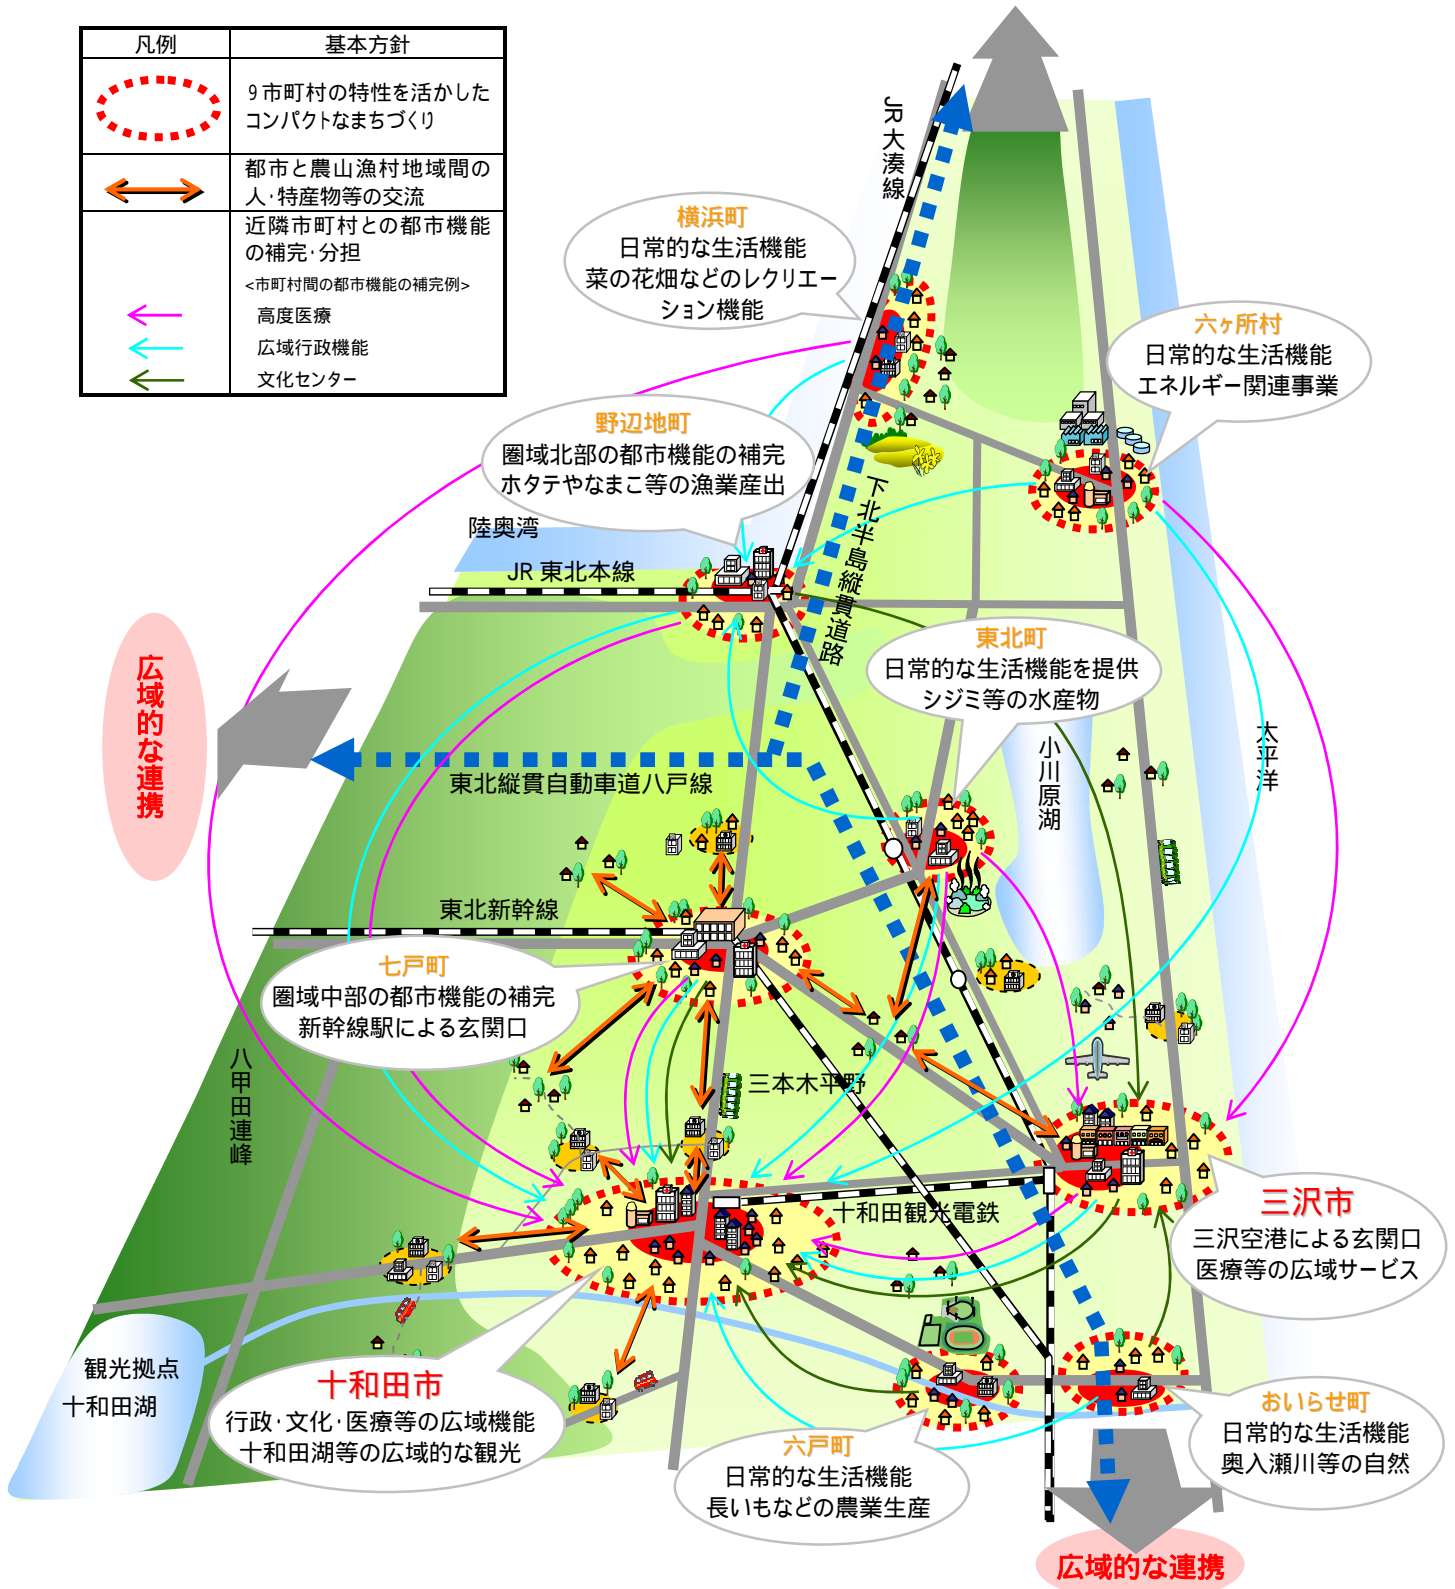 凡例
基本方針
9市町村の特性を活かした
コンパクトなまちづくり
都市と農山漁村地域間の
人・特産物等の交流
近隣市町村との都市機能
の補完・分担
<市町村間の都市機能の補完例>
高度医療
広域行政機能
文化センター
JR大湊線
横浜町
日常的な生活機能
菜の花畑などのレクリエー
ション機能
六ヶ所村
日常的な生活機能
エネルギー関連事業
野辺地町
圏域北部の都市機能の補完
ホタテやなまこ等の漁業産出
陸奥湾
JR東北本線
下北半島縦貫道路
東北町
日常的な生活機能を提供
シジミ等の水産物
広域的な連携
小川原湖
太平洋
東北縦貫自動車道八戸線
東北新幹線
七戸町
圏域中部の都市機能の補完
新幹線駅による玄関口
八甲田連峰
三本木平野
十和田観光電鉄
三沢市
三沢空港による玄関口
医療等の広域サービス
観光拠点
十和田湖
十和田市
行政・文化・医療等の広域機能
十和田湖等の広域的な観光
六戸町
日常的な生活機能
長いもなどの農業生産
おいらせ町
日常的な生活機能
奥入瀬川等の自然
広域的な連携